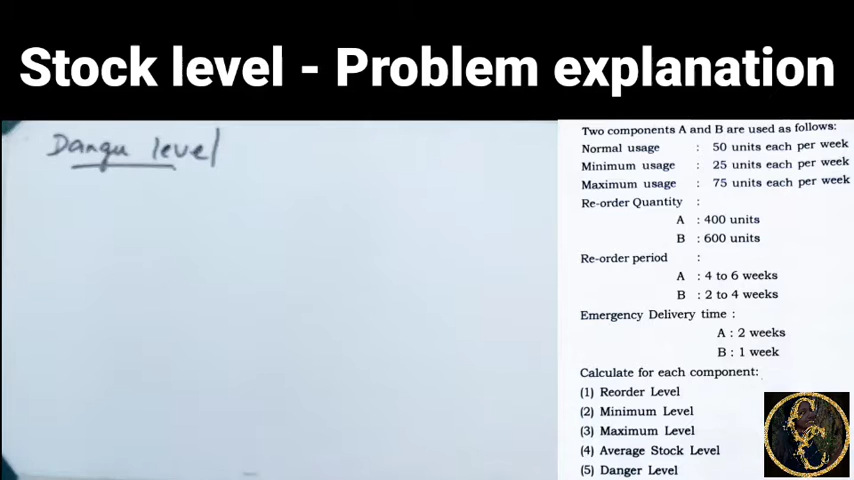 Stock level - Problem explanation
Danger level
Two components A and B are used as follows:
Normal usage : 50 units each per week
Minimum usage : 25 units each per week
Maximum usage : 75 units each per week
Re-order Quantity :
A : 400 units
B : 600 units
Re-order period :
A : 4 to 6 weeks
B : 2 to 4 weeks
Emergency Delivery time :
A : 2 weeks
B : 1 week
Calculate for each component:
(1) Reorder Level
(2) Minimum Level
(3) Maximum Level
(4) Average Stock Level
(5) Danger Level